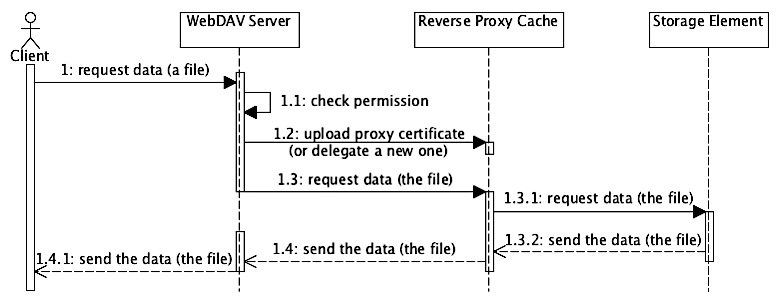 WebDAV Server
Reverse Proxy Cache
Storage Element
Client
1: request data (a file)
1.1: check permission
1.2: upload proxy certificate
(or delegate a new one)
1.3: request data (the file)
1.3.1: request data (the file)
1.3.2: send the data (the file)
1.4: send the data (the file)
1.4.1: send the data (the file)